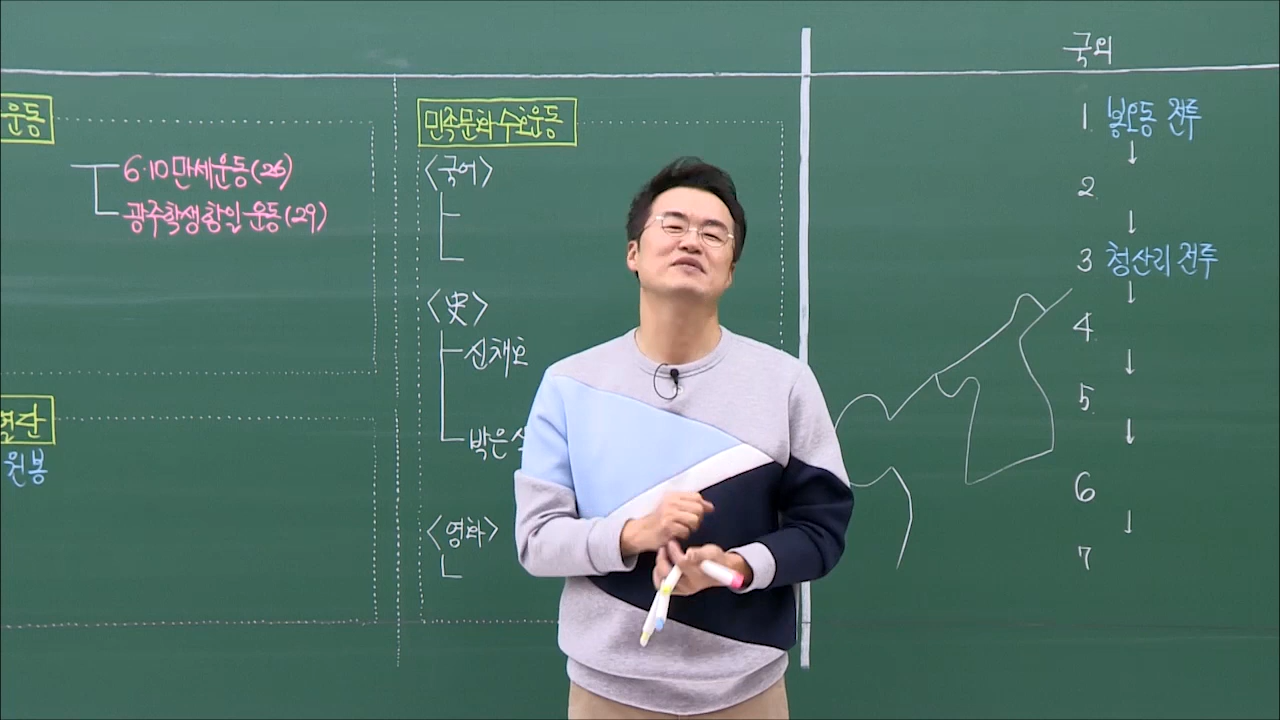 국외
운동
6·10 만세운동(26)
광주학생항일운동(29)
원봉
민족문화수호운동
〈국어〉
〈史〉
신채호
박은식
〈영화〉
1 봉오동 전투
↓
2
↓
3 청산리 전투
↓
4
↓
5
↓
6
↓
7